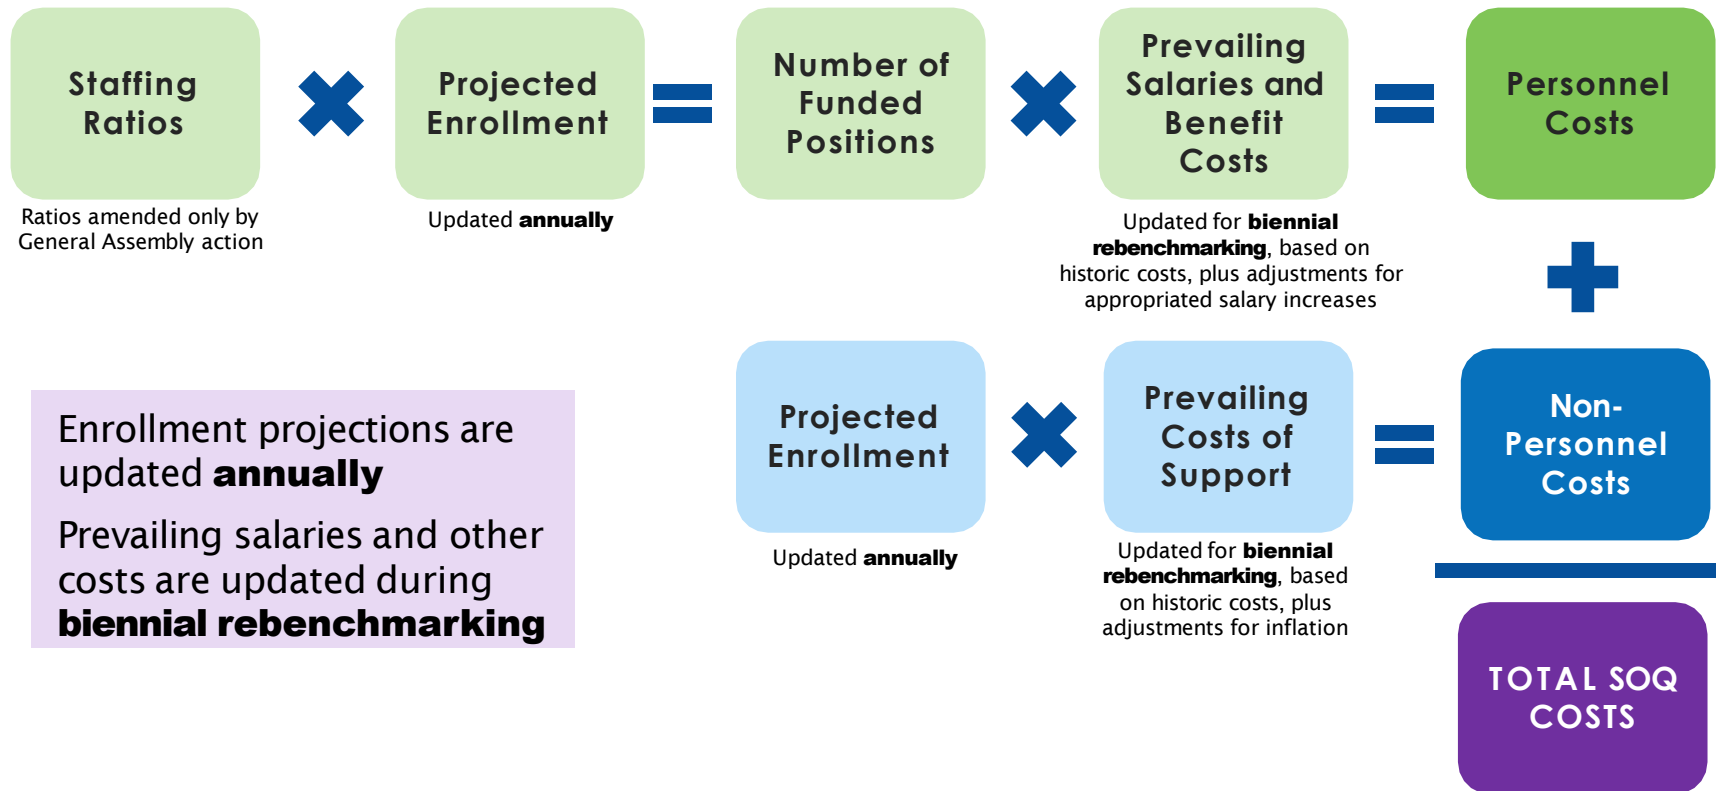 Staffing
Ratios
Projected
Enrollment
Number of
Funded
Positions
Prevailing
Salaries and
Benefit
Costs
Personnel
Costs
Ratios amended only by
General Assembly action
Updated annually
Updated for biennial
rebenchmarking, based on
historic costs, plus adjustments for
appropriated salary increases
Projected
Enrollment
Prevailing
Costs of
Support
Non-
Personnel
Costs
Updated annually
Updated for biennial
rebenchmarking, based
on historic costs, plus
adjustments for inflation
Enrollment projections are
updated annually
Prevailing salaries and other
costs are updated during
biennial rebenchmarking
TOTAL SOQ
COSTS